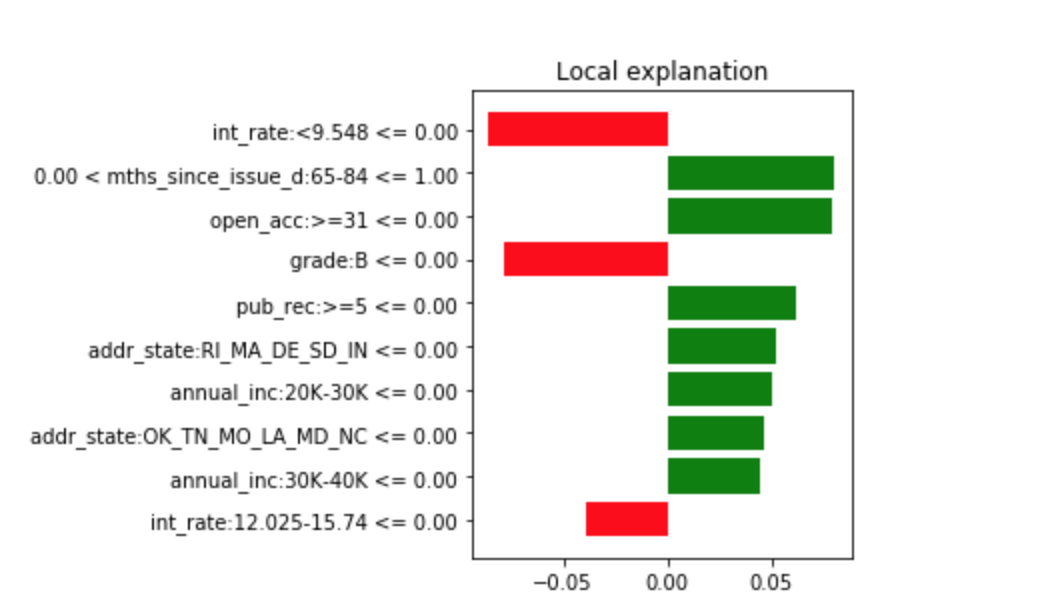 Local explanation
int_rate:<9.548 <= 0.00
0.00 < mths_since_issue_d:65-84 <= 1.00
open_acc:>=31 <= 0.00
grade:B <= 0.00
pub_rec:>=5 <= 0.00
addr_state:RI_MA_DE_SD_IN <= 0.00
annual_inc:20K-30K <= 0.00
addr_state:OK_TN_MO_LA_MD_NC <= 0.00
annual_inc:30K-40K <= 0.00
int_rate:12.025-15.74 <= 0.00
−0.05 0.00 0.05